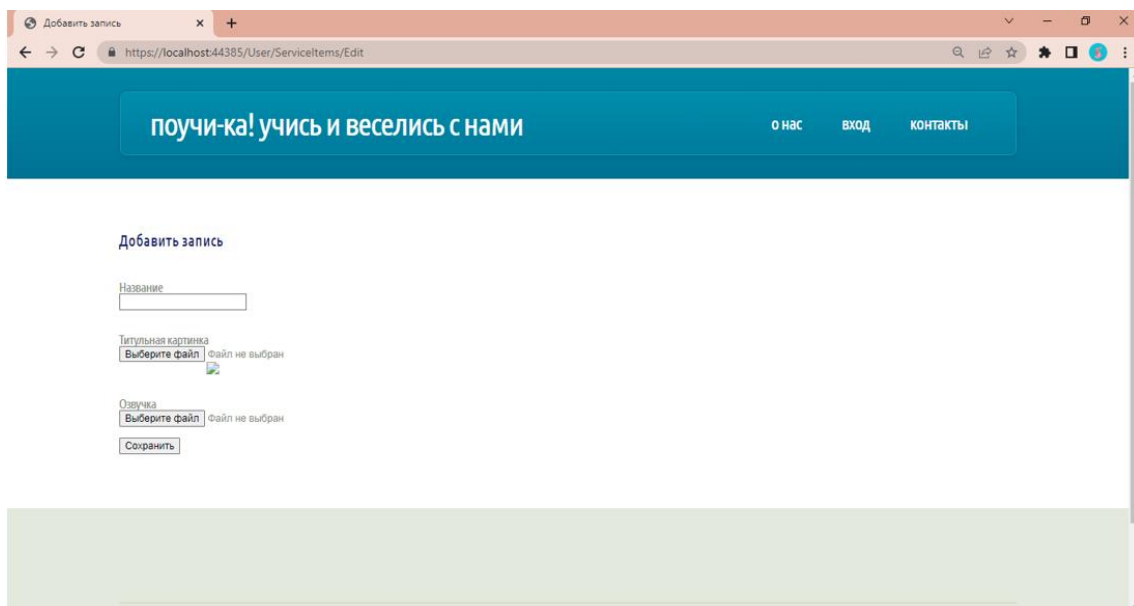 Добавить запись
https://localhost:44385/User/ServiceItems/Edit
поучи-ка! учись и веселись с нами
о нас вход контакты
Добавить запись
Название
Титульная картинка
Выберите файл Файл не выбран
Озвучка
Выберите файл Файл не выбран
Сохранить